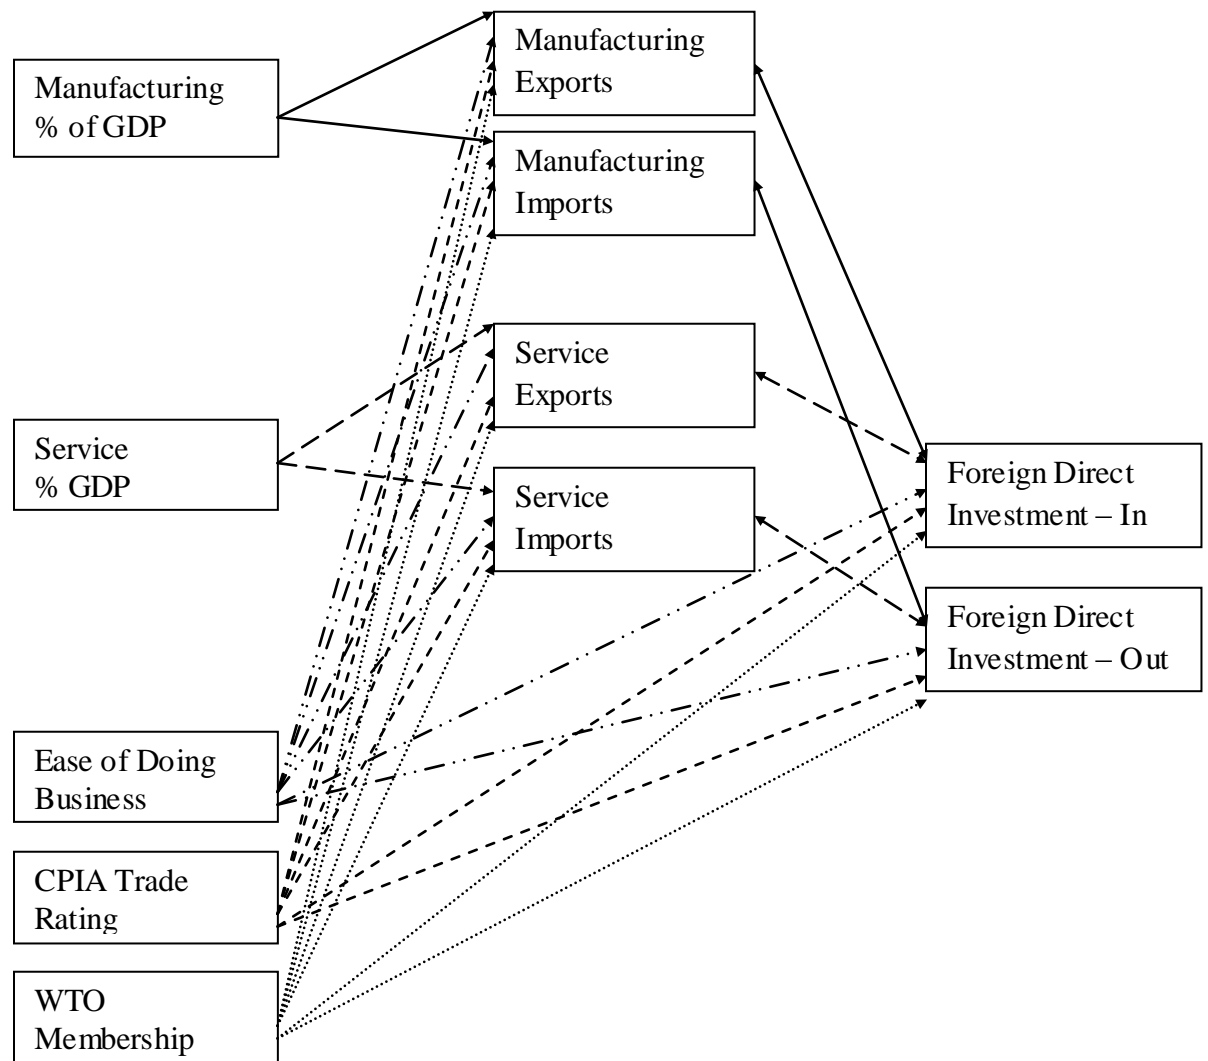 Manufacturing
% of GDP
Manufacturing
Exports
Manufacturing
Imports
Service
% GDP
Service
Exports
Service
Imports
Foreign Direct
Investment – In
Foreign Direct
Investment – Out
Ease of Doing
Business
CPIA Trade
Rating
WTO
Membership